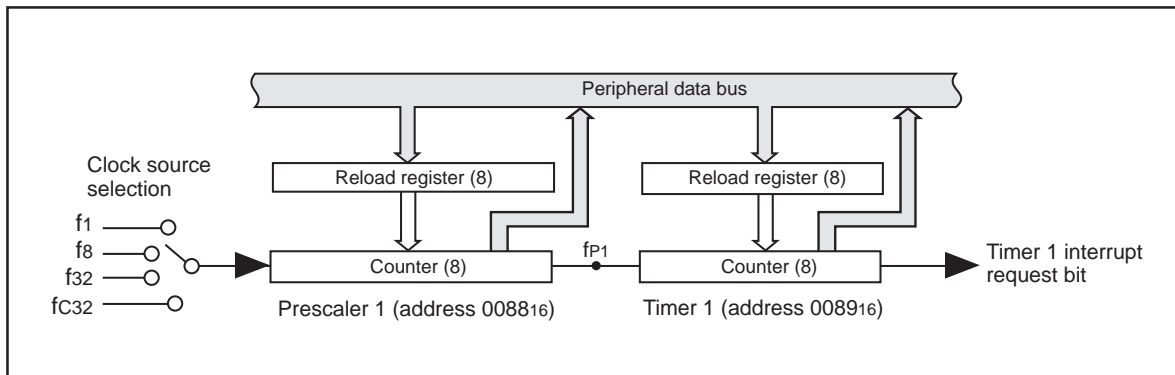 Peripheral data bus
Clock source
selection
Reload register (8)
Reload register (8)
f1
f8
f32
fC32
Counter (8)
fP1
Counter (8)
Timer 1 interrupt
request bit
Prescaler 1 (address 008816)
Timer 1 (address 008916)